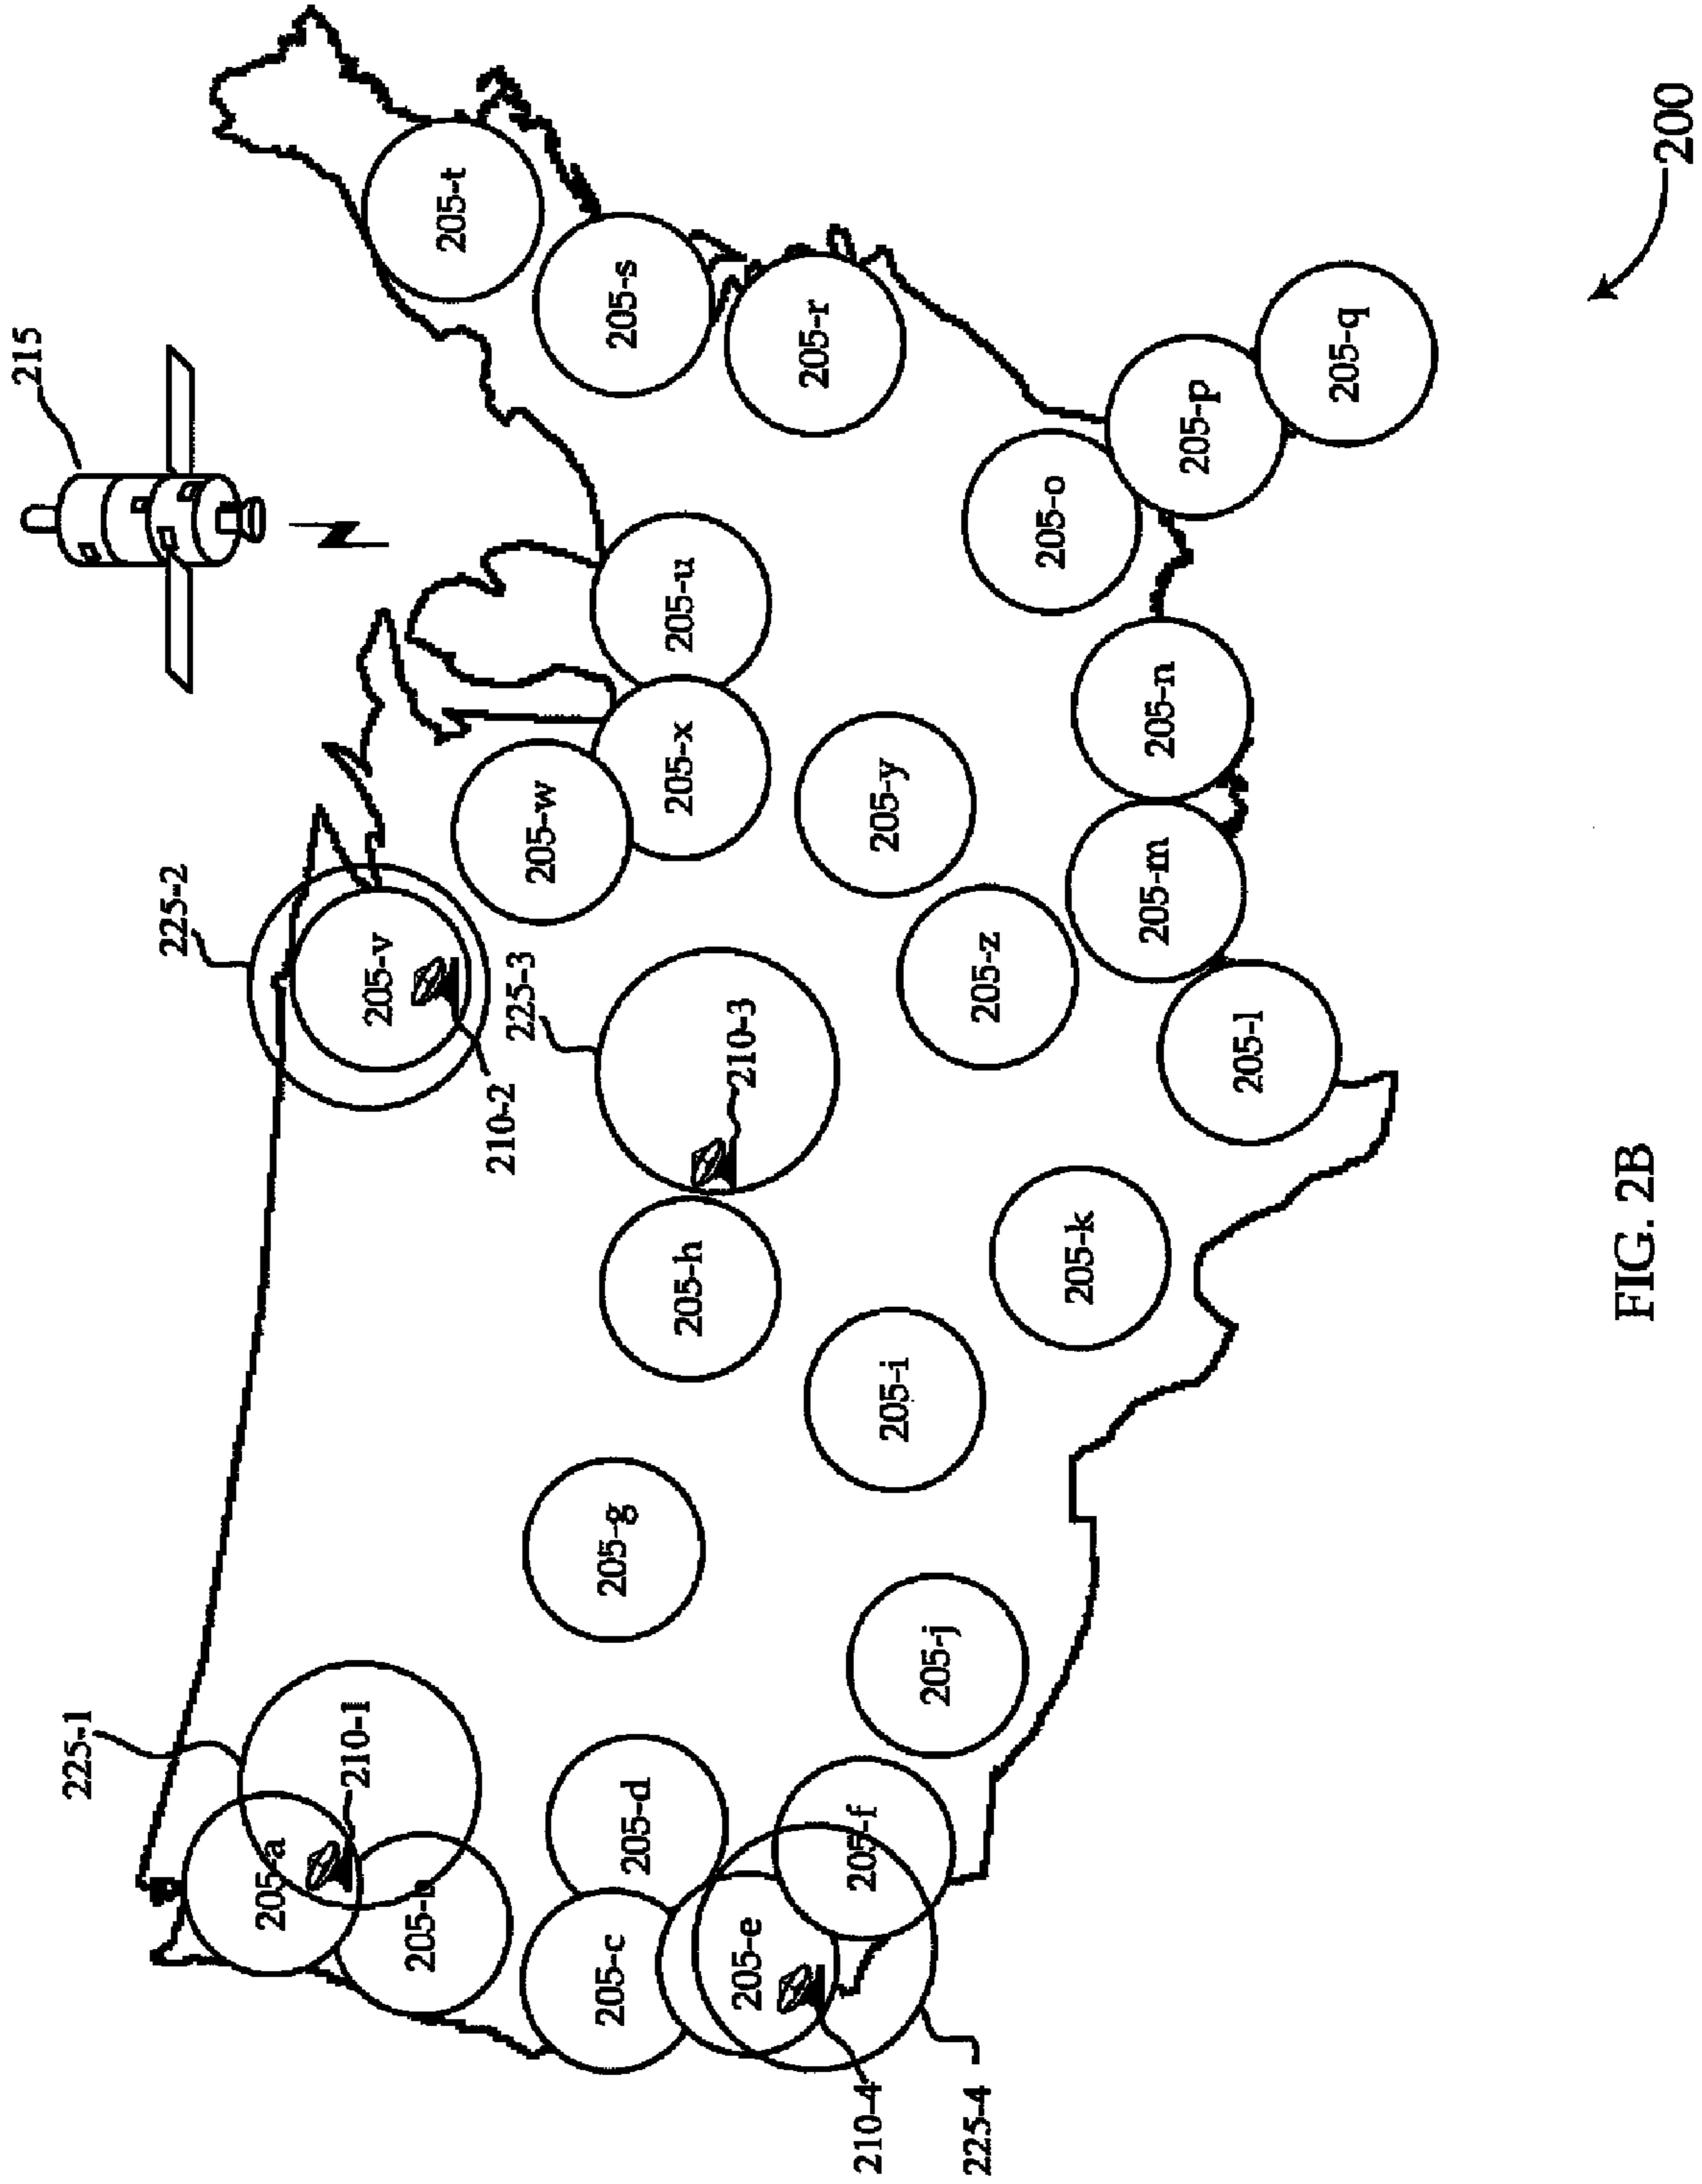 215
225-1
225-2
205-a
210-1
205-v
205-b
205-t
210-2
225-3
205-w
205-c
205-g
205-s
205-d
205-x
205-u
205-h
210-3
205-e
205-r
205-f
210-4
205-y
205-i
205-j
225-4
205-z
205-o
205-k
205-m
205-n
205-p
205-l
205-q
FIG. 2B
200